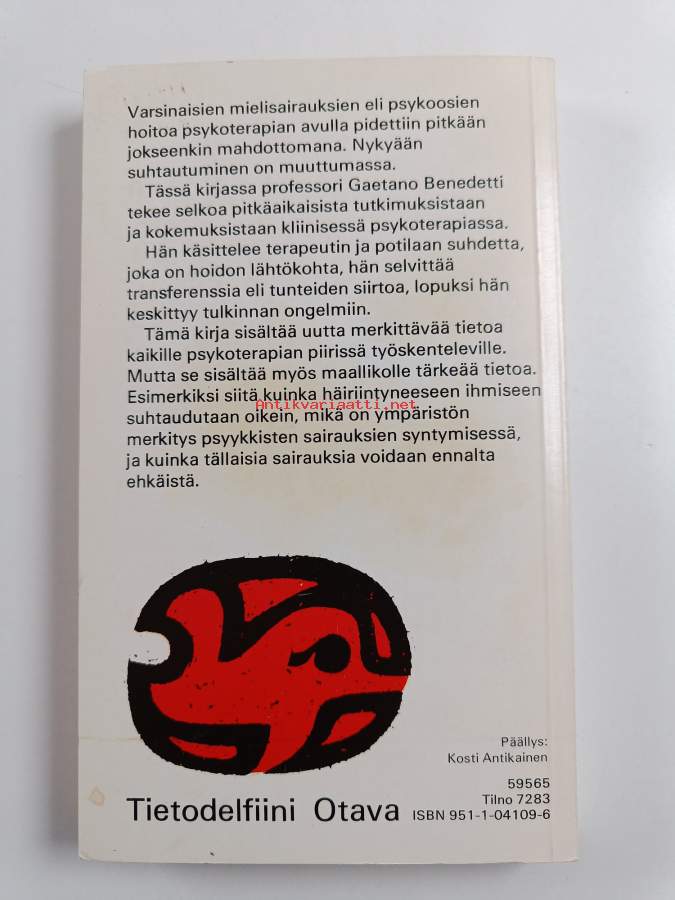 Varsinaisien mielisairauksien eli psykoosien
hoitoa psykoterapian avulla pidettiin pitkään
jokseenkin mahdottomana. Nykyään
suhtautuminen on muuttumassa.
Tässä kirjassa professori Gaetano Benedetti
tekee selkoa pitkäaikaisista tutkimuksistaan
ja kokemuksistaan kliinisessä psykoterapiassa.
Hän käsittelee terapeutin ja potilaan suhdetta,
joka on hoidon lähtökohta, hän selvittää
transferenssia eli tunteiden siirtoa, lopuksi hän
keskittyy tulkinnan ongelmiin.
Tämä kirja sisältää uutta merkittävää tietoa
kaikille psykoterapian piirissä työskenteleville.
Mutta se sisältää myös maallikolle tärkeää tietoa.
Esimerkiksi siitä kuinka häiriintyneeseen ihmiseen
Antikvariaatti.net
suhtaudutaan oikein, mikä on ympäristön
merkitys psyykkisten sairauksien syntymisessä,
ja kuinka tällaisia sairauksia voidaan ennalta
ehkäistä.
Päällys:
Kosti Antikainen
59565
Tilno 7283
Tietodelfiini Otava ISBN 951-1-04109-6